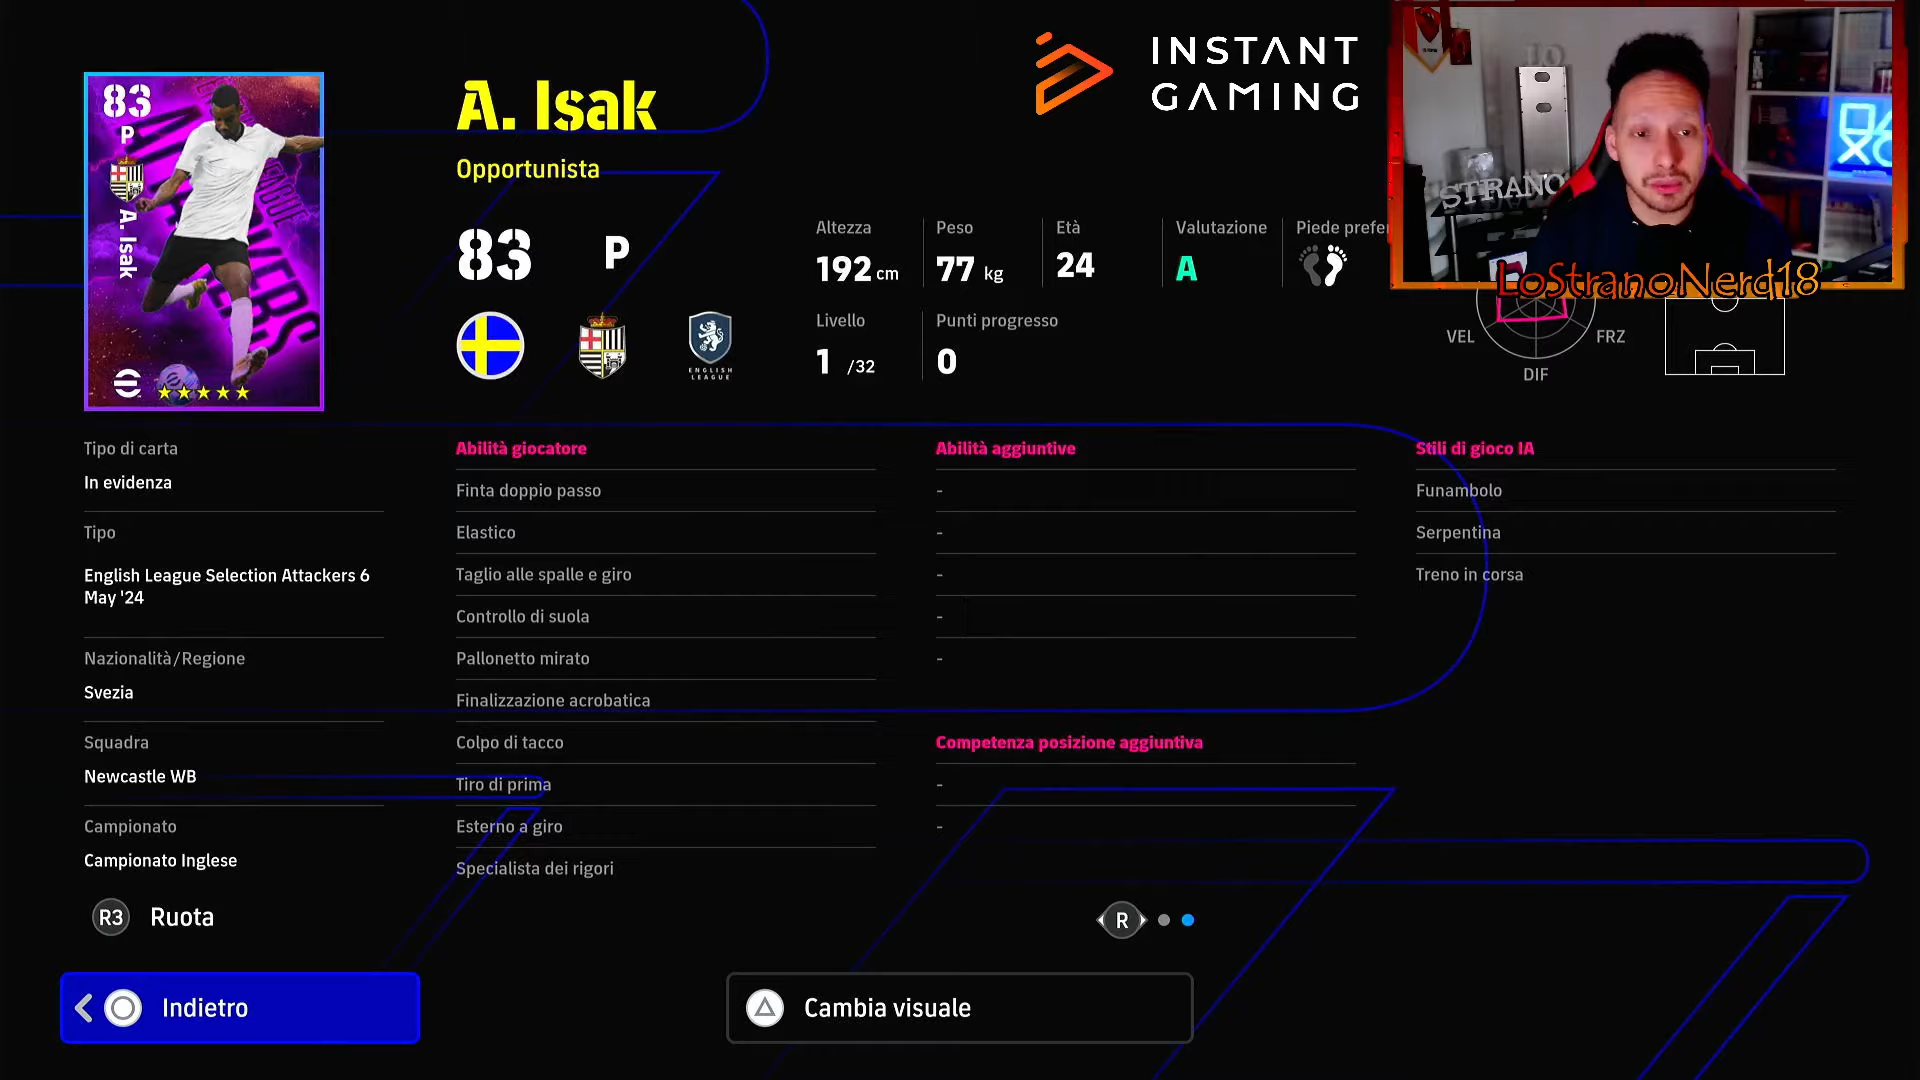 83
P
A. Isak
A. Isak
Opportunista
83
P
INSTANT
GAMING
STRANO
LoStranoNerd18
Altezza
192 cm
Peso
77 kg
Età
24
Valutazione
A
Piede prefer
Livello
1 /32
Punti progresso
0
ENGLISH
LEAGUE
VEL
FRZ
DIF
Tipo di carta
In evidenza
Tipo
English League Selection Attackers 6
May '24
Nazionalità/Regione
Svezia
Squadra
Newcastle WB
Campionato
Campionato Inglese
Abilità giocatore
Finta doppio passo
Elastico
Taglio alle spalle e giro
Controllo di suola
Pallonetto mirato
Finalizzazione acrobatica
Colpo di tacco
Tiro di prima
Esterno a giro
Specialista dei rigori
Abilità aggiuntive
-
-
-
-
-
Competenza posizione aggiuntiva
-
-
Stili di gioco IA
Funambolo
Serpentina
Treno in corsa
R3 Ruota
R
Indietro
Cambia visuale